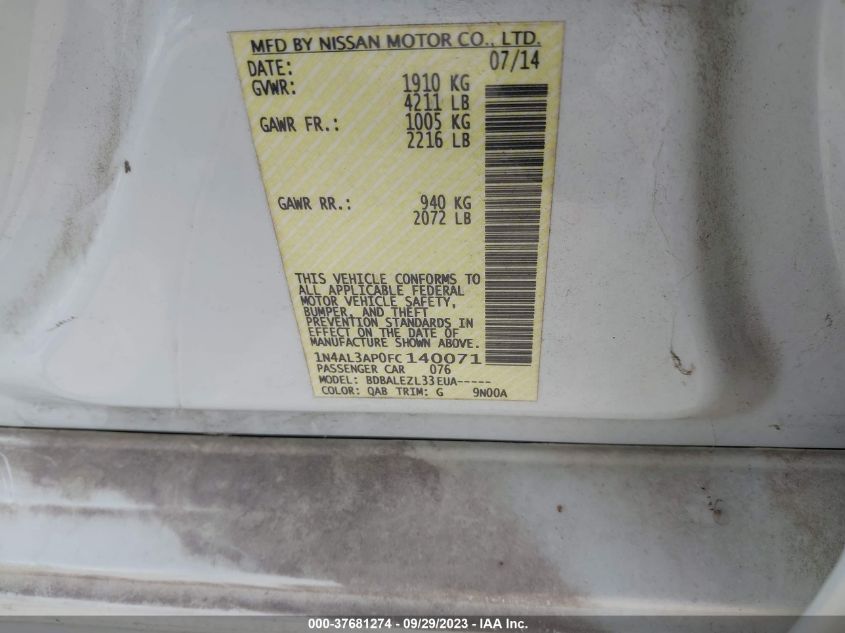 MFD BY NISSAN MOTOR CO., LTD.
DATE: 07/14
GVWR: 1910 KG
4211 LB
GAWR FR.: 1005 KG
2216 LB
GAWR RR.: 940 KG
2072 LB
THIS VEHICLE CONFORMS TO
ALL APPLICABLE FEDERAL
MOTOR VEHICLE SAFETY,
BUMPER, AND THEFT
PREVENTION STANDARDS IN
EFFECT ON THE DATE OF
MANUFACTURE SHOWN ABOVE.
1N4AL3AP0FC140071
PASSENGER CAR 076
MODEL: BDBALEZL33EUA-----
COLOR: QAB TRIM: G 9N00A
000-37681274 / 09/29/2023 / IAA Inc.